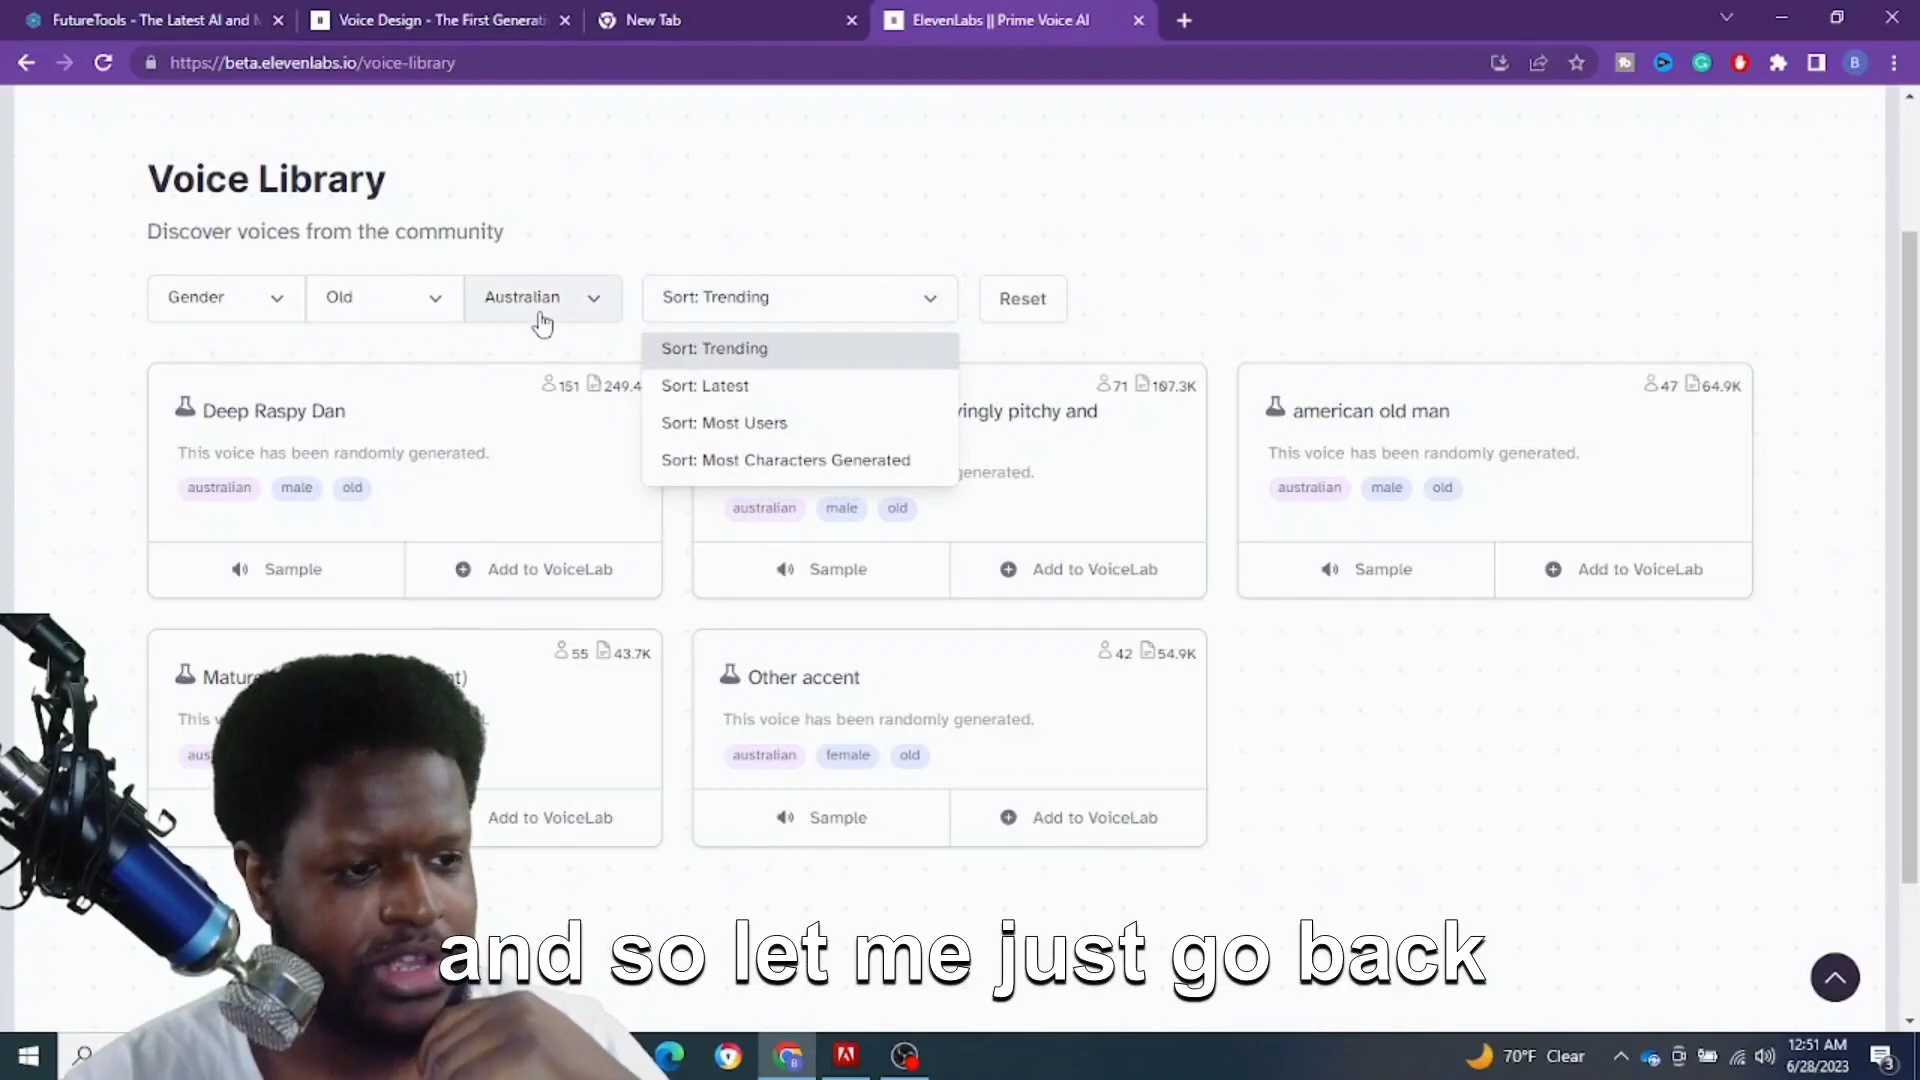 FutureTools - The Latest AI and M
Voice Design - The First Generati
New Tab
ElevenLabs || Prime Voice AI
https://beta.elevenlabs.io/voice-library
B
Voice Library
Discover voices from the community
Gender
Old
Australian
Sort: Trending
Reset
Sort: Trending
Sort: Latest
Sort: Most Users
Sort: Most Characters Generated
151 249.4
Deep Raspy Dan
This voice has been randomly generated.
australian male old
Sample
Add to VoiceLab
71 107.3K
vingly pitchy and
generated.
australian male old
Sample
Add to VoiceLab
47 64.9K
american old man
This voice has been randomly generated.
australian male old
Sample
Add to VoiceLab
55 43.7K
Mature
t)
This v
d.
aus
Add to VoiceLab
42 54.9K
Other accent
This voice has been randomly generated.
australian female old
Sample
Add to VoiceLab
and so let me just go back
70°F Clear
12:51 AM
6/28/2023
3